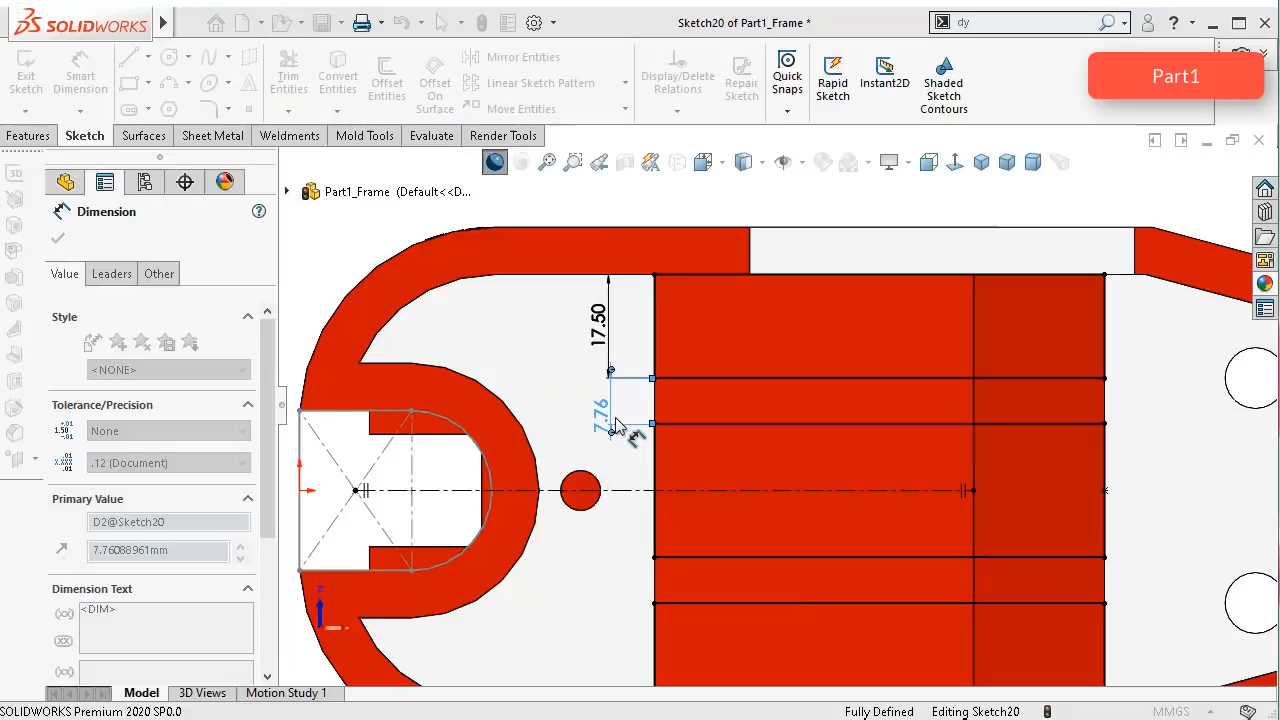 SOLIDWORKS
Sketch20 of Part1_Frame *
dy
Exit Sketch
Smart Dimension
Trim Entities
Convert Entities
Offset Entities
Offset On Surface
Mirror Entities
Linear Sketch Pattern
Move Entities
Display/Delete Relations
Repair Sketch
Quick Snaps
Rapid Sketch
Instant2D
Shaded Sketch Contours
Part1
Features
Sketch
Surfaces
Sheet Metal
Weldments
Mold Tools
Evaluate
Render Tools
Part1_Frame (Default<<D...
Dimension
Value
Leaders
Other
Style
<NONE>
Tolerance/Precision
None
.12 (Document)
Primary Value
D2@Sketch20
7.76088961mm
Dimension Text
<DIM>
17.50
7.76
Model
3D Views
Motion Study 1
SOLIDWORKS Premium 2020 SP0.0
Fully Defined
Editing Sketch20
MMGS